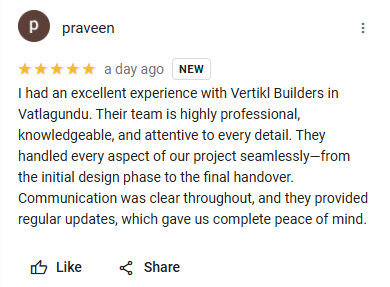 p
praveen
a day ago NEW
I had an excellent experience with Vertikl Builders in
Vatlagundu. Their team is highly professional,
knowledgeable, and attentive to every detail. They
handled every aspect of our project seamlessly—from
the initial design phase to the final handover.
Communication was clear throughout, and they provided
regular updates, which gave us complete peace of mind.
Like Share